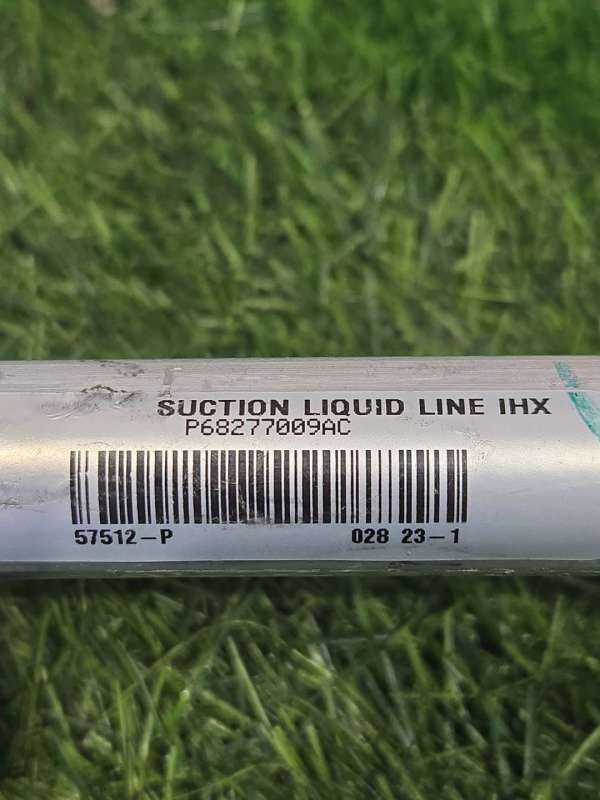 SUCTION LIQUID LINE IHX
P68277009AC
57512-P 028 23-1